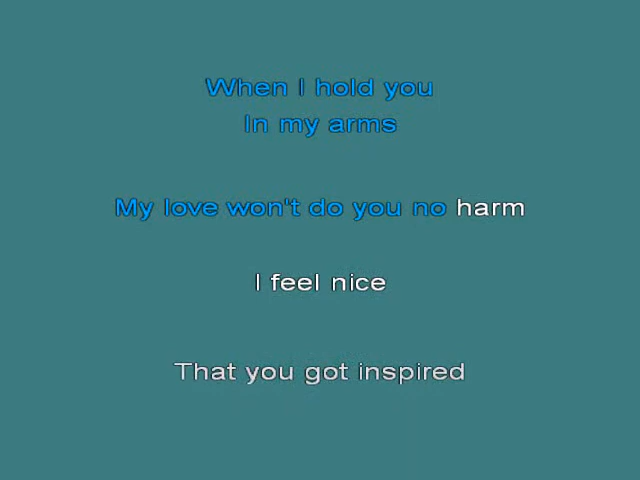 When I hold you
In my arms
My love won't do you no harm
I feel nice
That you got inspired